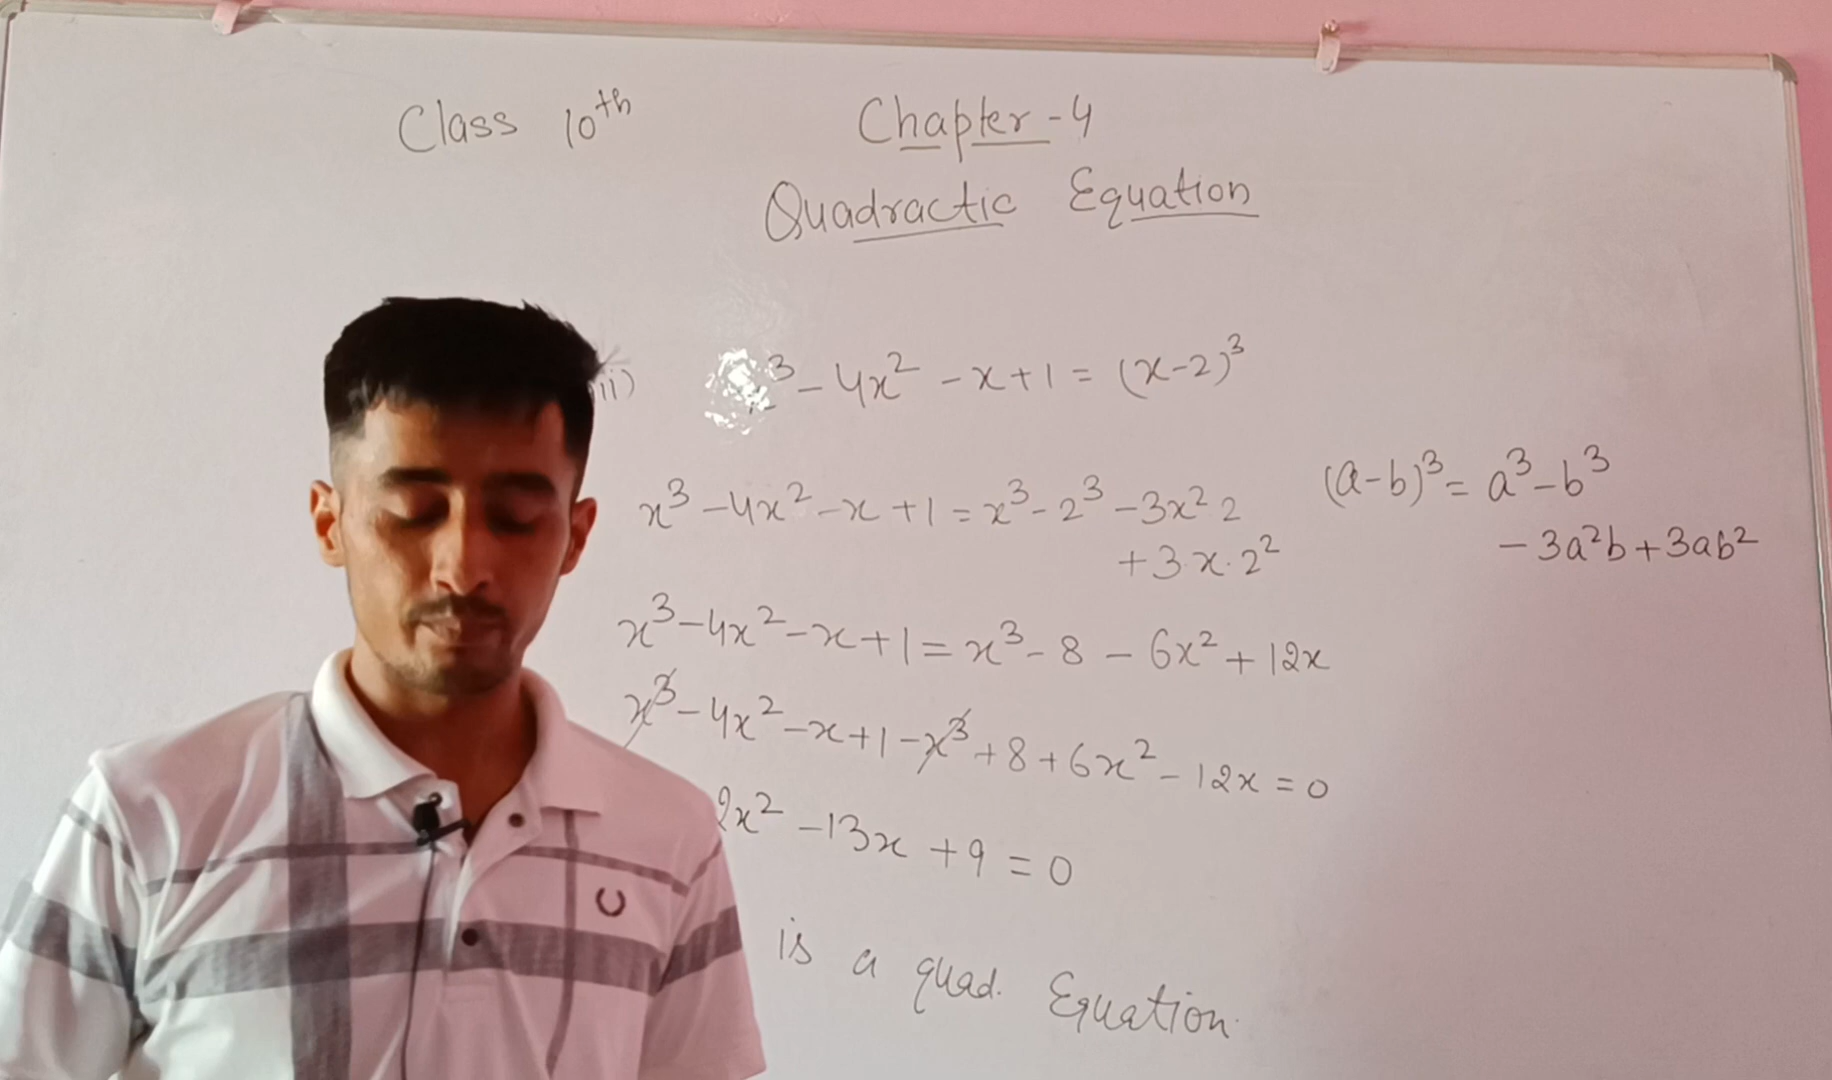 Class 10th
Chapter-4
Quadractic Equation
ii) x³ - 4x² - x + 1 = (x-2)³
x³ - 4x² - x + 1 = x³ - 2³ - 3x² 2
+ 3·x·2²
(a-b)³ = a³ - b³
- 3a²b + 3ab²
x³ - 4x² - x + 1 = x³ - 8 - 6x² + 12x
x³ - 4x² - x + 1 - x³ + 8 + 6x² - 12x = 0
2x² - 13x + 9 = 0
is a quad. Equation.